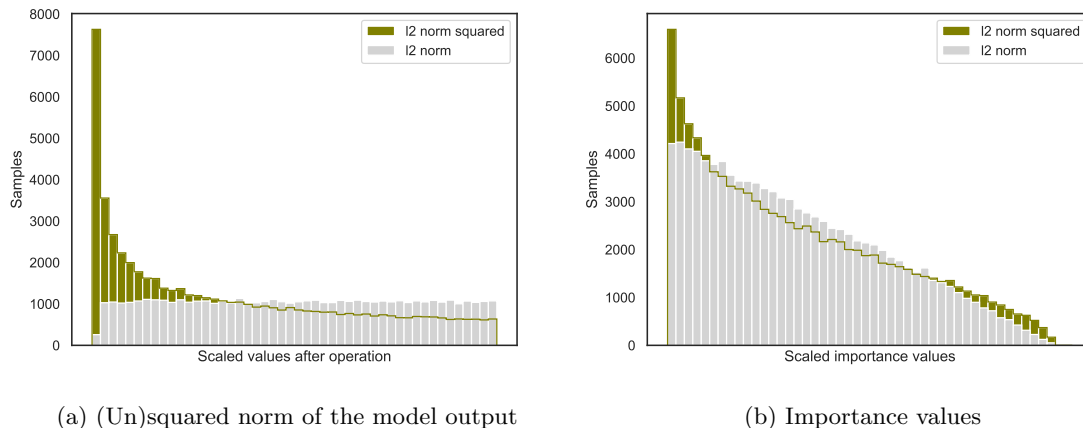 8000
7000
6000
5000
4000
3000
2000
1000
0
Samples
l2 norm squared
l2 norm
Scaled values after operation
(a) (Un)squared norm of the model output
6000
5000
4000
3000
2000
1000
0
Samples
l2 norm squared
l2 norm
Scaled importance values
(b) Importance values